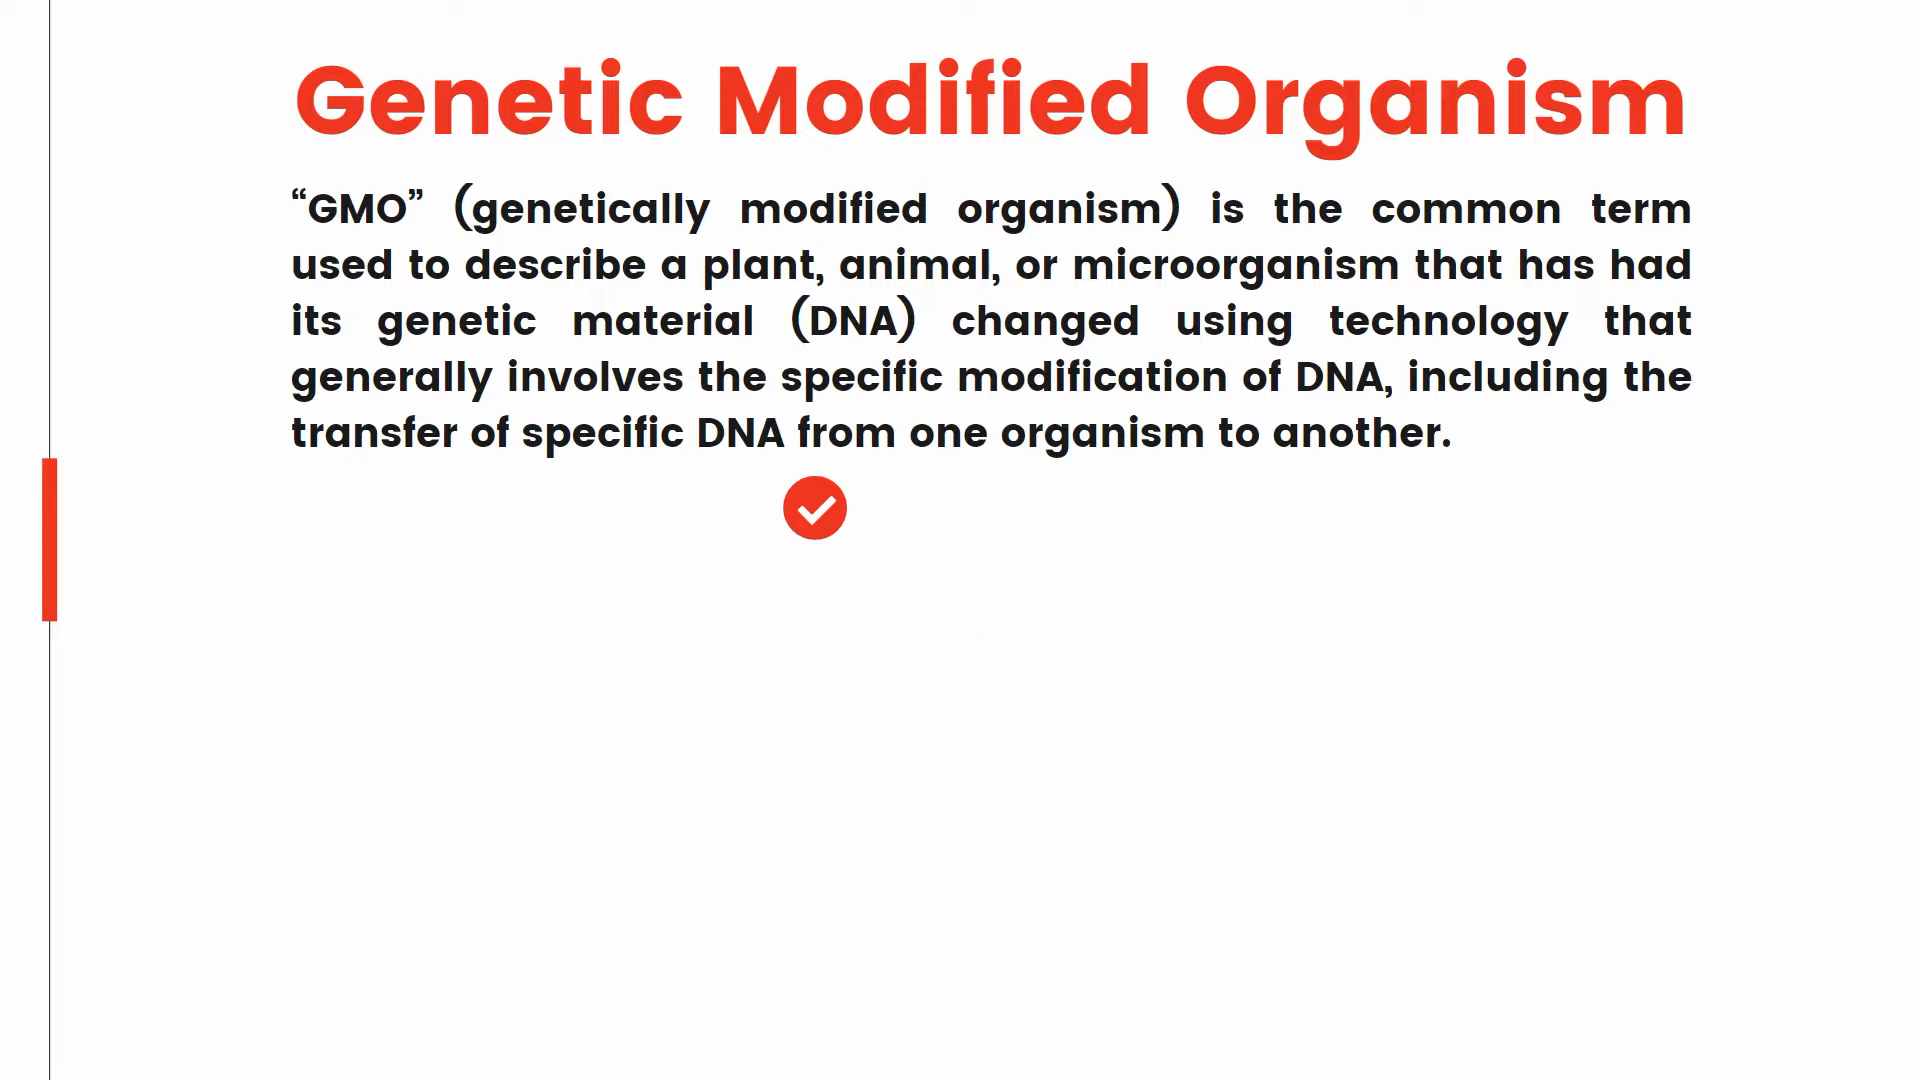 Genetic Modified Organism
“GMO” (genetically modified organism) is the common term
used to describe a plant, animal, or microorganism that has had
its genetic material (DNA) changed using technology that
generally involves the specific modification of DNA, including the
transfer of specific DNA from one organism to another.